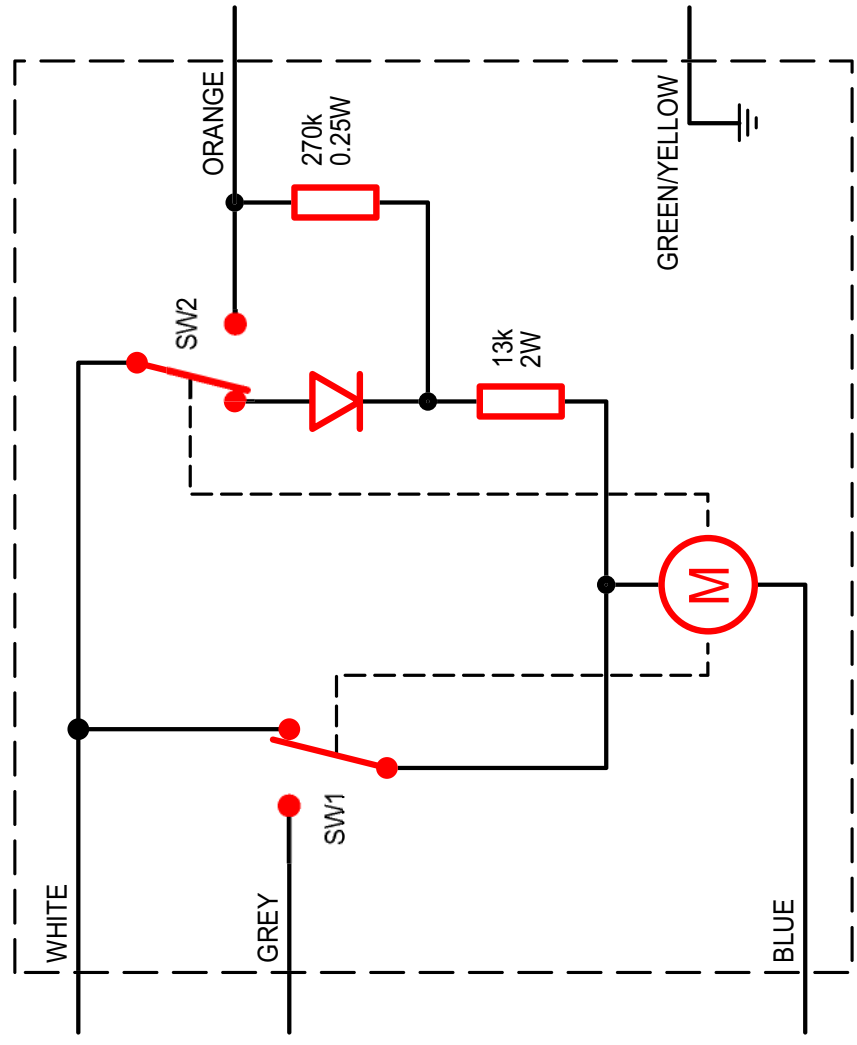 ORANGE
270k
0.25W
GREEN/YELLOW
SW2
13k
2W
M
SW1
WHITE
GREY
BLUE